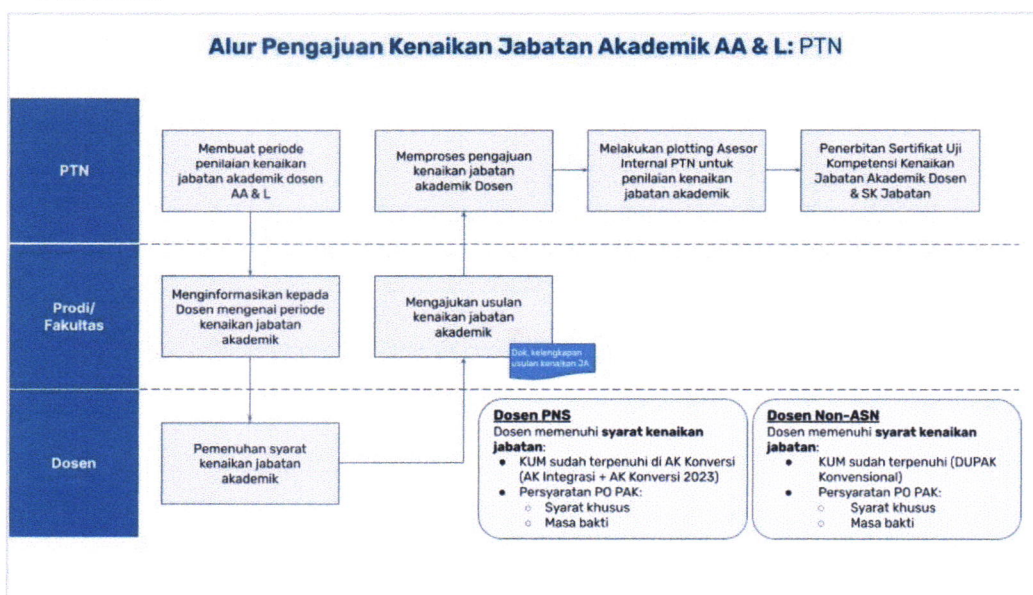 Alur Pengajuan Kenaikan Jabatan Akademik AA & L: PTN
PTN
Membuat periode
penilaian kenaikan
jabatan akademik dosen
AA & L
Memproses pengajuan
kenaikan jabatan
akademik Dosen
Melakukan plotting Asesor
Internal PTN untuk
penilaian kenaikan
jabatan akademik
Penerbitan Sertifikat Uji
Kompetensi Kenaikan
Jabatan Akademik Dosen
& SK Jabatan
Prodi/
Fakultas
Menginformasikan kepada
Dosen mengenai periode
kenaikan jabatan
akademik
Mengajukan usulan
kenaikan jabatan
akademik
Dok. kelengkapan
usulan kenaikan JA
Dosen
Pemenuhan syarat
kenaikan jabatan
akademik
Dosen PNS
Dosen memenuhi syarat kenaikan
jabatan:
● KUM sudah terpenuhi di AK Konversi
(AK Integrasi + AK Konversi 2023)
● Persyaratan PO PAK:
○ Syarat khusus
○ Masa bakti
Dosen Non-ASN
Dosen memenuhi syarat kenaikan
jabatan:
● KUM sudah terpenuhi (DUPAK
Konvensional)
● Persyaratan PO PAK:
○ Syarat khusus
○ Masa bakti